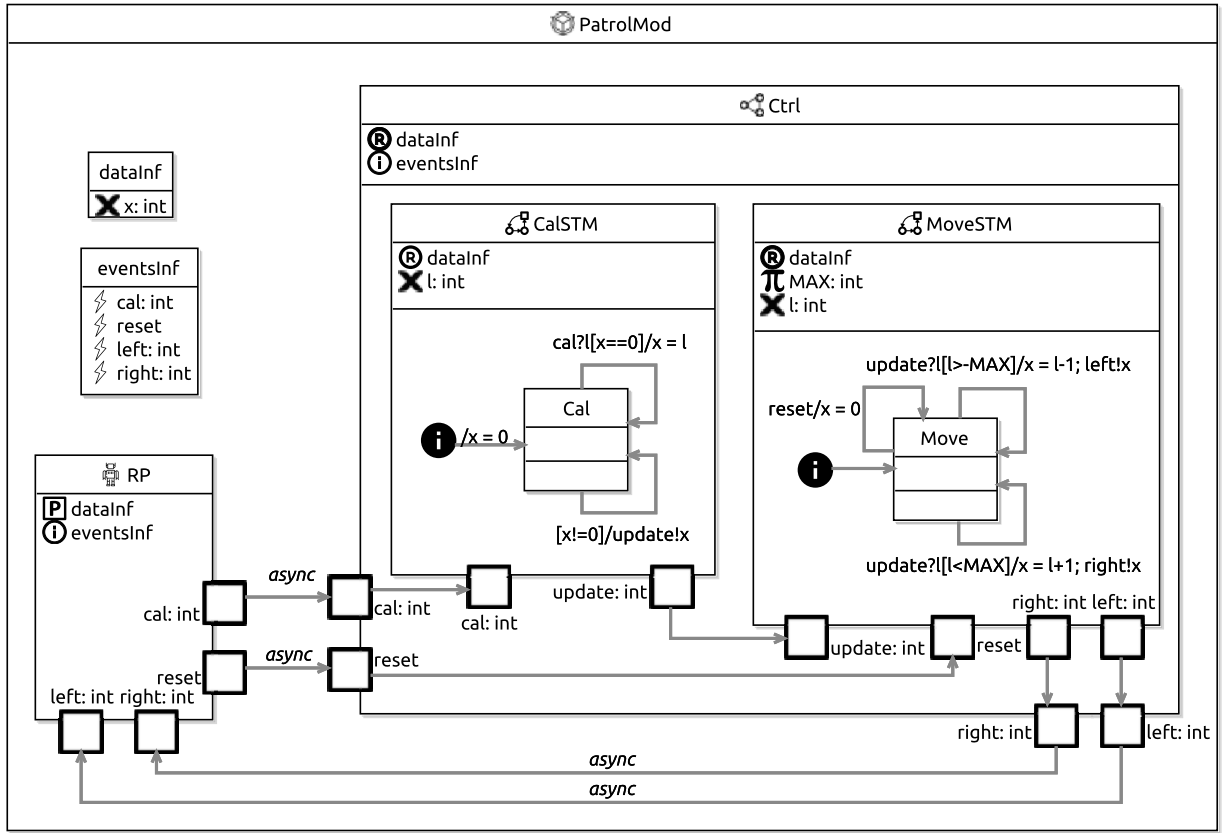 PatrolMod
Ctrl
R dataInf
i eventsInf
dataInf
x: int
eventsInf
cal: int
reset
left: int
right: int
CalSTM
R dataInf
l: int
cal?l[x==0]/x = l
Cal
i /x = 0
[x!=0]/update!x
MoveSTM
R dataInf
π MAX: int
l: int
update?l[l>-MAX]/x = l-1; left!x
reset/x = 0
Move
i
update?l[l<MAX]/x = l+1; right!x
RP
P dataInf
i eventsInf
cal: int
async
cal: int
cal: int
update: int
right: int left: int
update: int
reset
reset
async
reset
left: int right: int
right: int
left: int
async
async